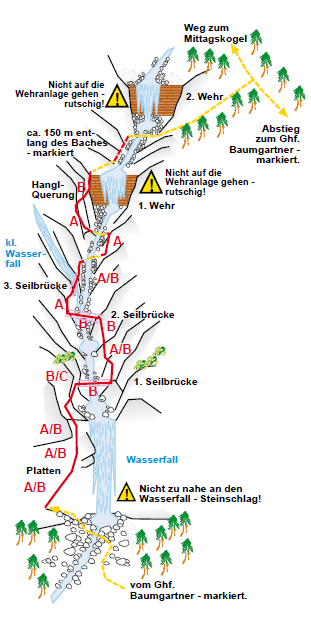 Weg zum
Mittagskogel
Nicht auf die
Wehranlage gehen -
rutschig!
2. Wehr
Abstieg
zum Ghf.
Baumgartner -
markiert.
ca. 150 m ent-
lang des Baches
- markiert
Nicht auf die
Wehranlage gehen -
rutschig!
Hangl-
Querung
B
1. Wehr
A
A
kl.
Wasser-
fall
A/B
3. Seilbrücke
A
2. Seilbrücke
B
B
A/B
B/C
1. Seilbrücke
B
A/B
A/B
Wasserfall
Platten
A/B
Nicht zu nahe an den
Wasserfall - Steinschlag!
vom Ghf.
Baumgartner - markiert.